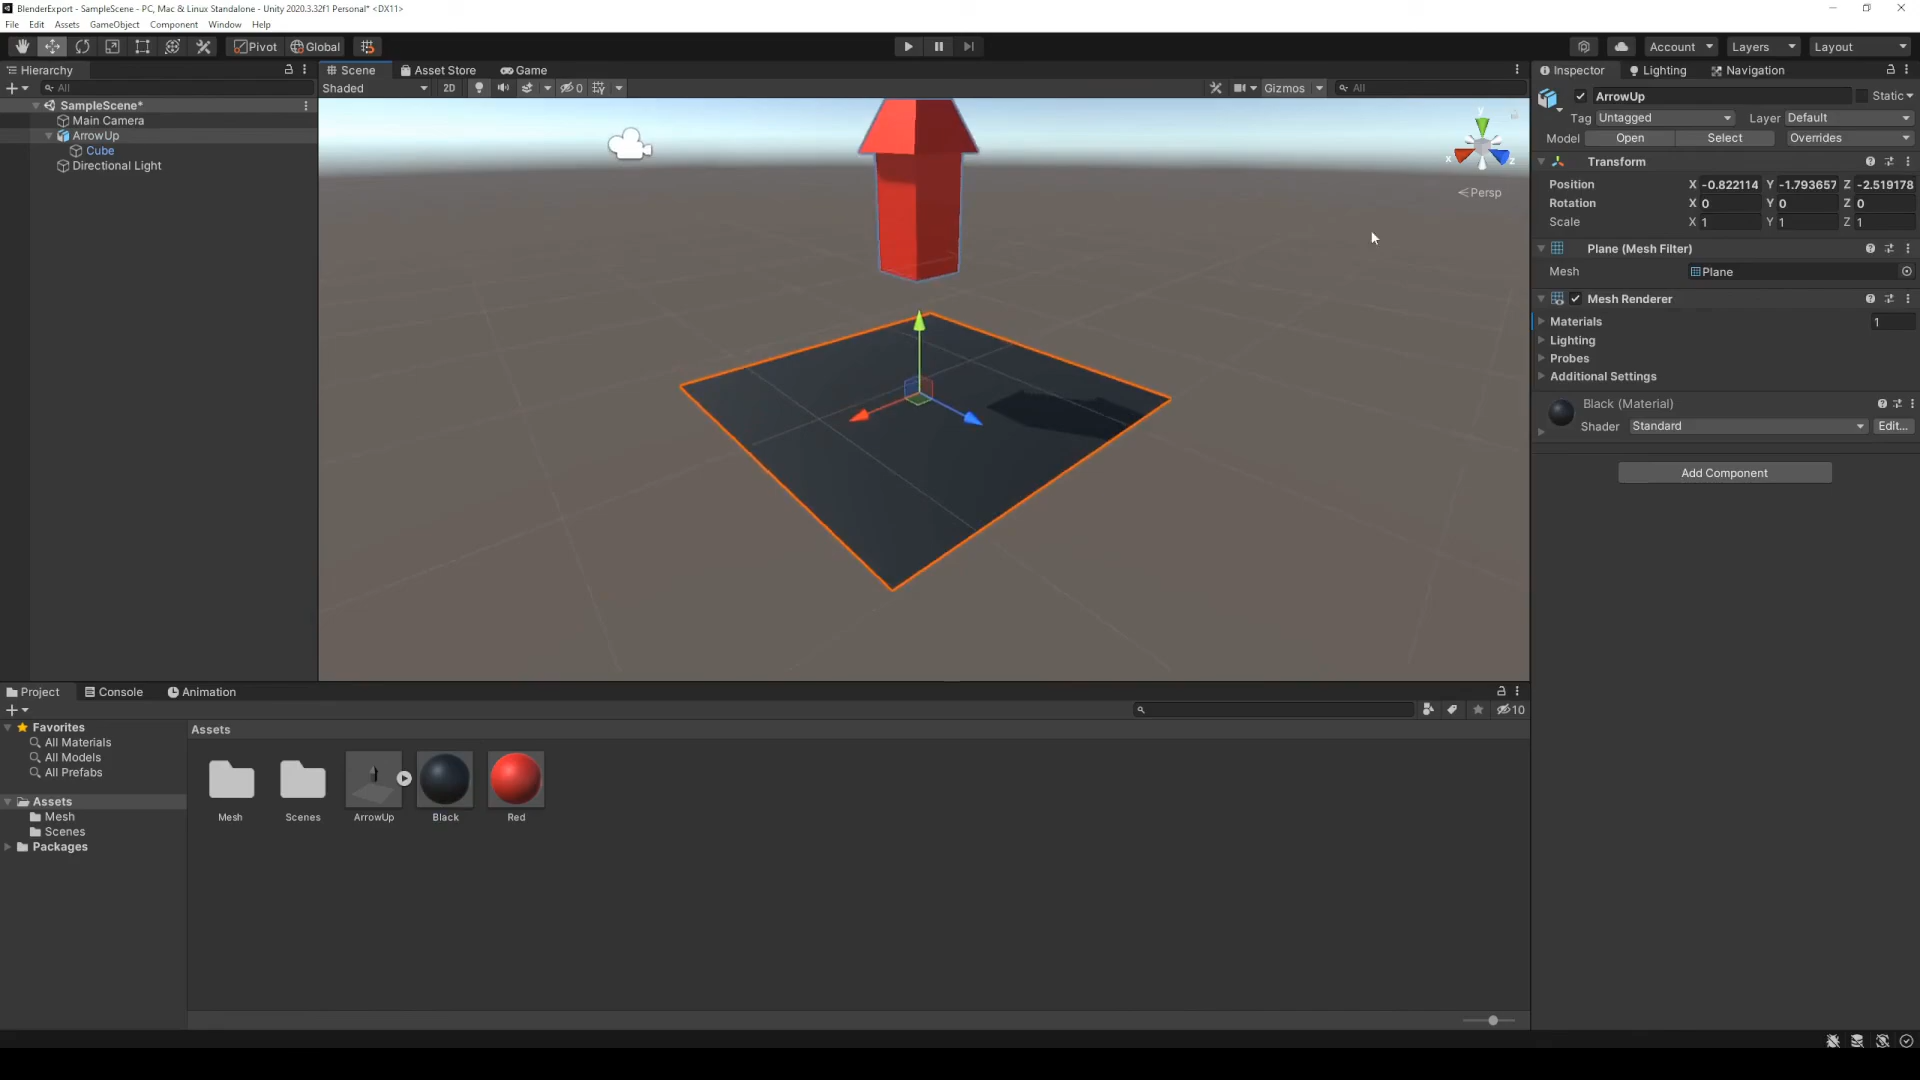 BlenderExport - SampleScene - PC, Mac & Linux Standalone - Unity 2020.3.32f1 Personal* <DX11>
File Edit Assets GameObject Component Window Help
Pivot Global Account Layers Layout
Hierarchy Scene Asset Store Game Inspector Lighting Navigation
All Shaded 2D 0 Gizmos All
SampleScene*
Main Camera
ArrowUp
Cube
Directional Light
y
x
z
Persp
ArrowUp Static
Tag Untagged Layer Default
Model Open Select Overrides
Transform
Position X -0.822114 Y -1.793657 Z -2.519178
Rotation X 0 Y 0 Z 0
Scale X 1 Y 1 Z 1
Plane (Mesh Filter)
Mesh Plane
Mesh Renderer
Materials 1
Lighting
Probes
Additional Settings
Black (Material)
Shader Standard Edit...
Add Component
Project Console Animation
10
Favorites
All Materials
All Models
All Prefabs
Assets
Mesh
Scenes
Packages
Assets
Mesh Scenes ArrowUp Black Red